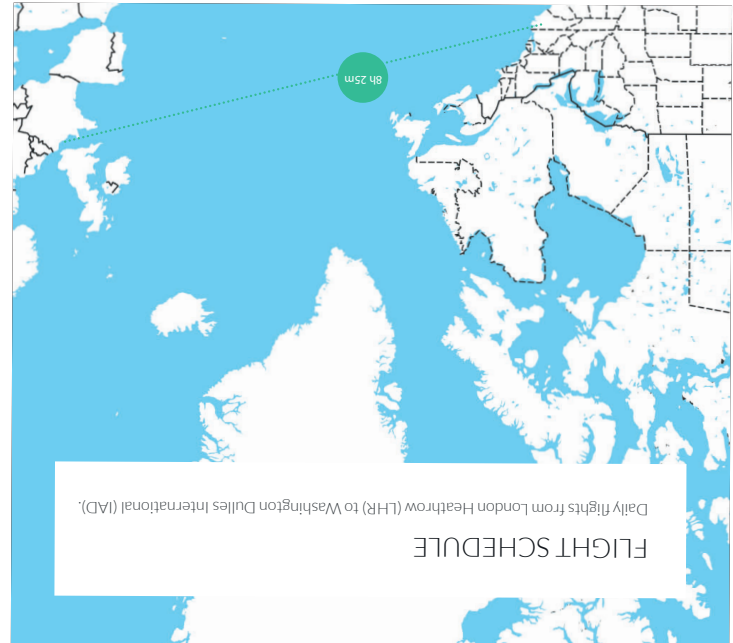 FLIGHT SCHEDULE
Daily flights from London Heathrow (LHR) to Washington Dulles International (IAD).
8h 25m